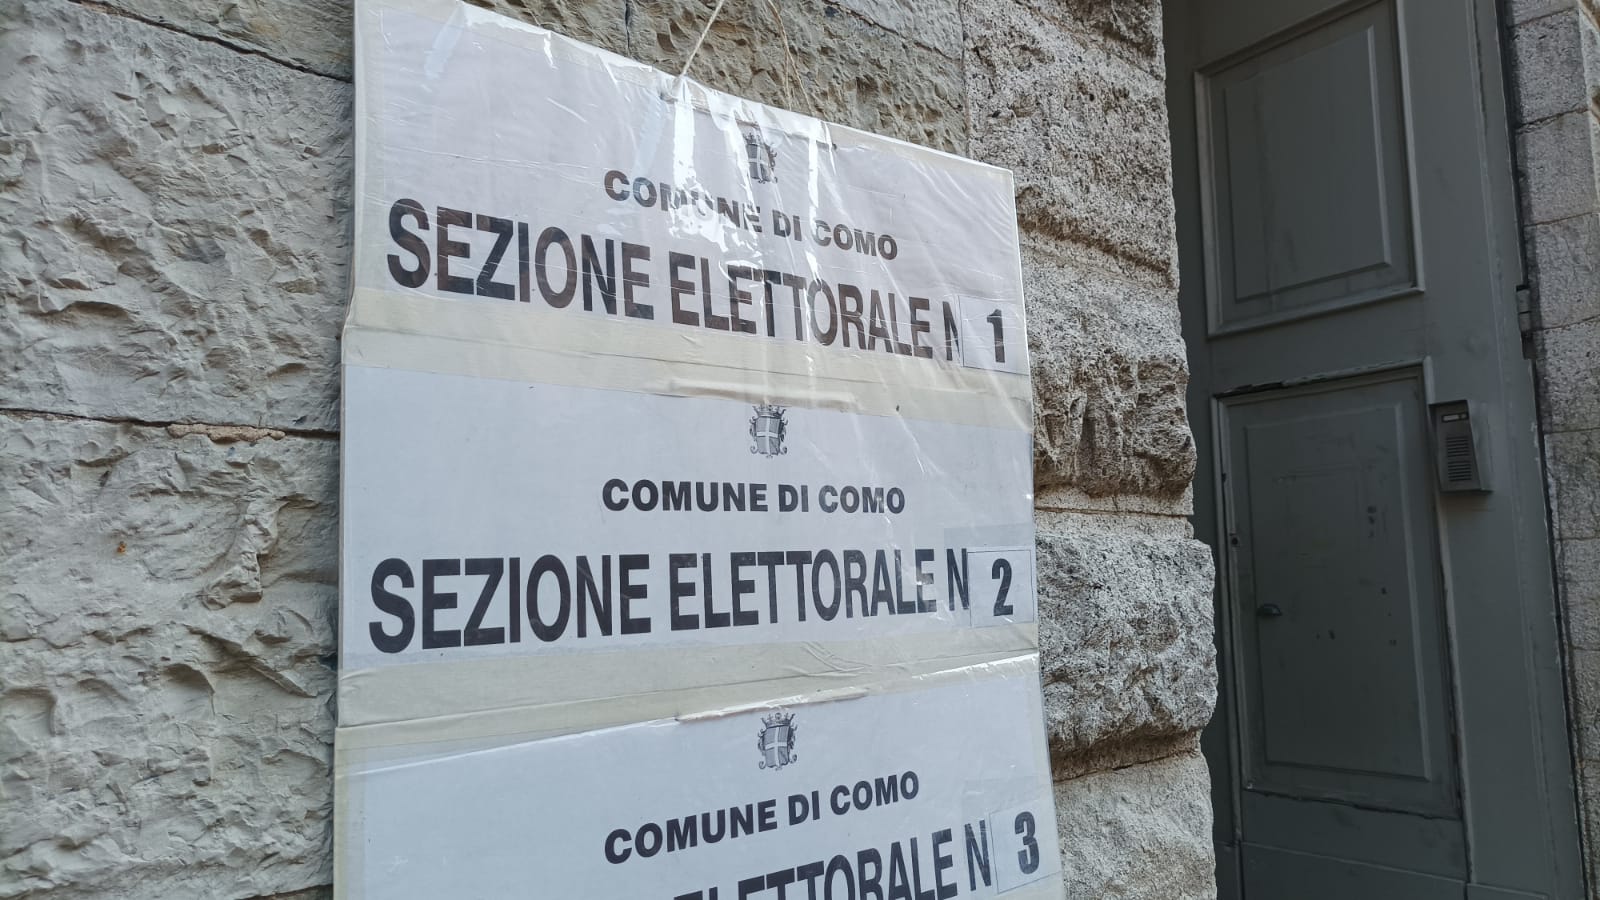 COMUNE DI COMO
SEZIONE ELETTORALE N 1
COMUNE DI COMO
SEZIONE ELETTORALE N 2
COMUNE DI COMO
ELETTORALE N 3